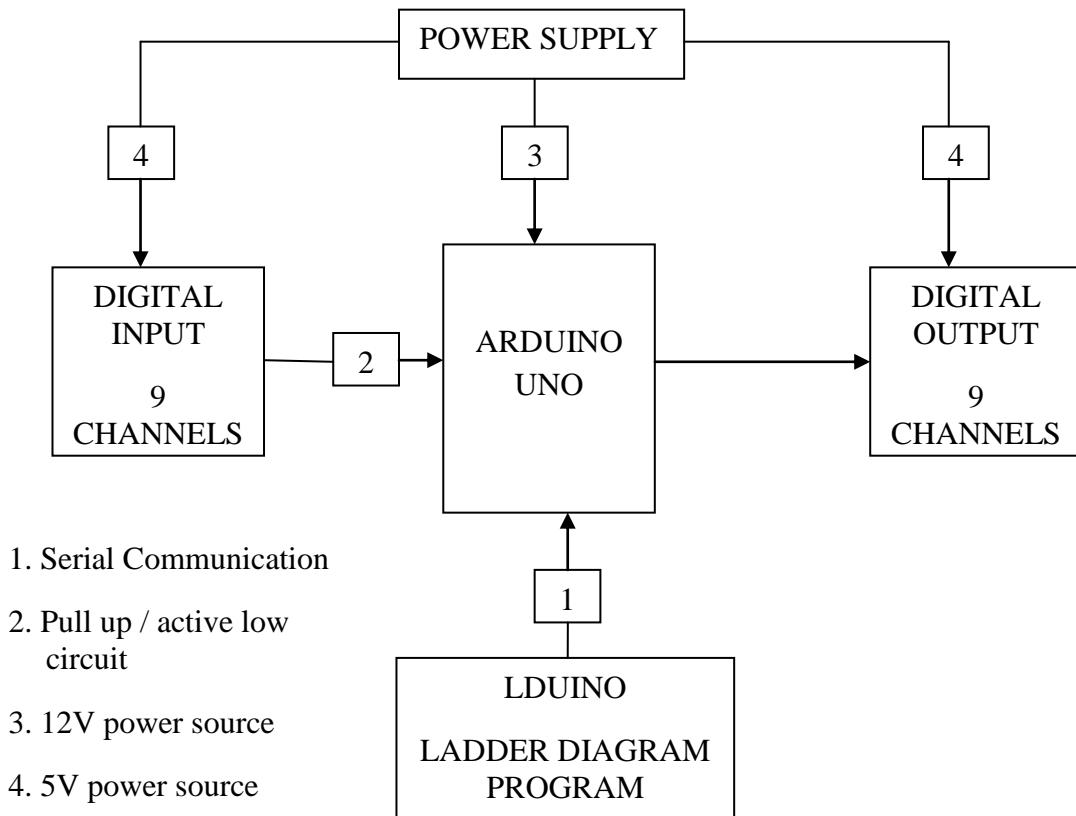 POWER SUPPLY
4
3
4
DIGITAL
INPUT
9
CHANNELS
2
ARDUINO
UNO
DIGITAL
OUTPUT
9
CHANNELS
1. Serial Communication
2. Pull up / active low
circuit
3. 12V power source
4. 5V power source
1
LDUINO
LADDER DIAGRAM
PROGRAM